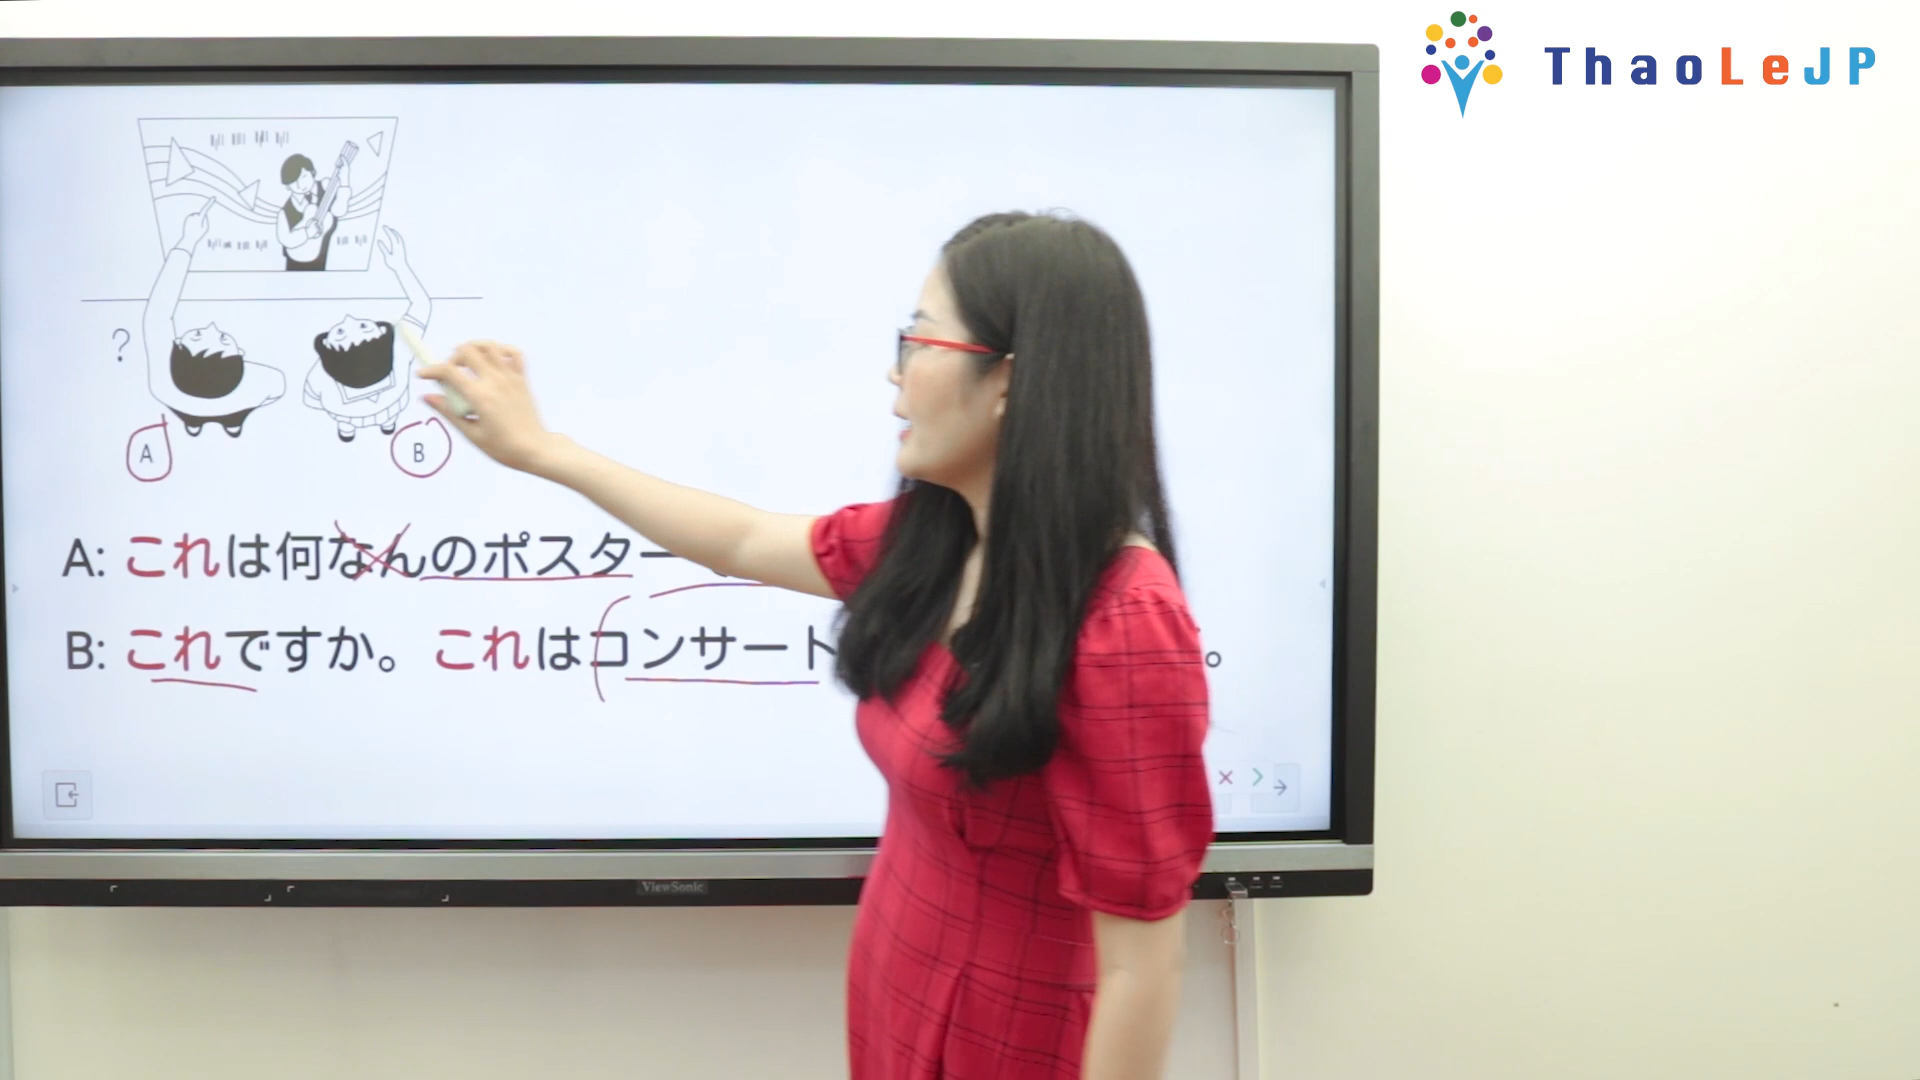 ThaoLeJP
?
A
B
A: これは何なんのポスター
B: これですか。これはコンサート 。
ViewSonic